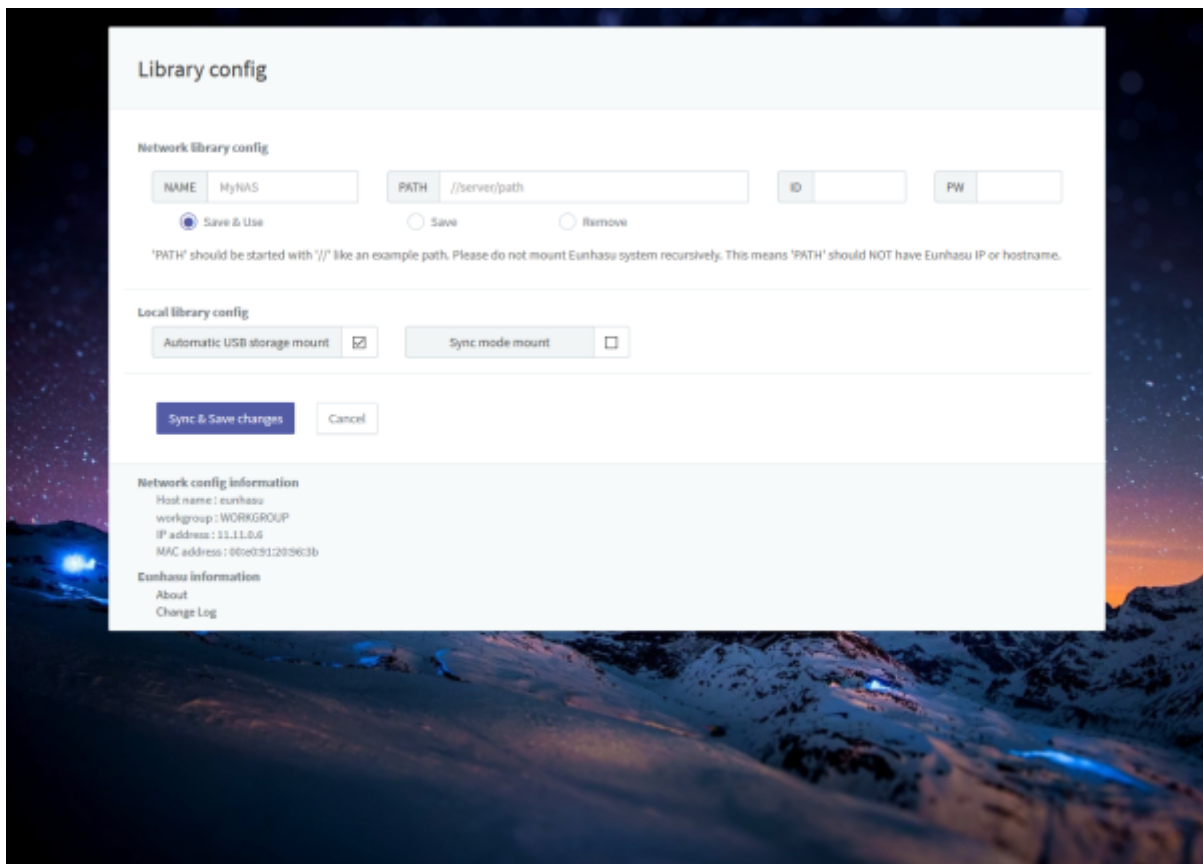 Library config
Network library config
NAME MyNAS PATH //server/path ID PW
Save & Use Save Remove
"PATH" should be started with "//" like an example path. Please do not mount Eunhasu system recursively. This means "PATH" should NOT have Eunhasu IP or hostname.
Local library config
Automatic USB storage mount Sync mode mount
Sync & Save changes Cancel
Network config information
Host name : eunhasu
workgroup : WORKGROUP
IP address : 11.11.0.6
MAC address : 00:e0:91:20:96:3b
Eunhasu information
About
Change Log